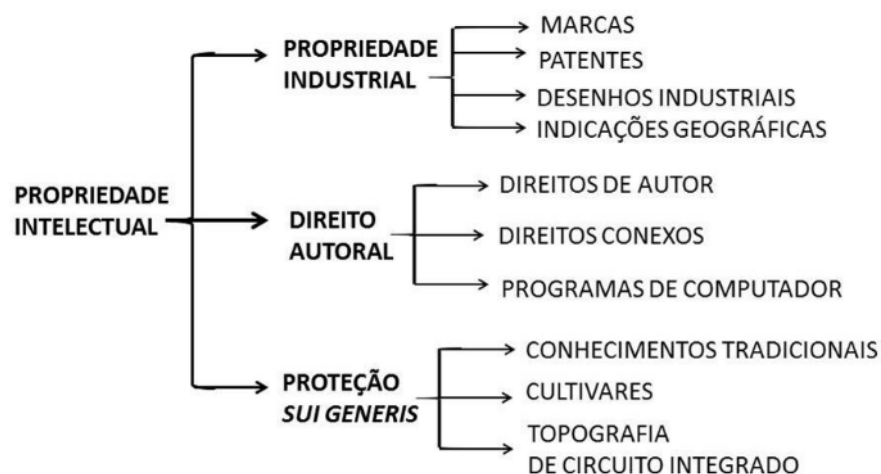 PROPRIEDADE
INTELECTUAL
PROPRIEDADE
INDUSTRIAL
MARCAS
PATENTES
DESENHOS INDUSTRIAIS
INDICAÇÕES GEOGRÁFICAS
DIREITO
AUTORAL
DIREITOS DE AUTOR
DIREITOS CONEXOS
PROGRAMAS DE COMPUTADOR
PROTEÇÃO
SUI GENERIS
CONHECIMENTOS TRADICIONAIS
CULTIVARES
TOPOGRAFIA
DE CIRCUITO INTEGRADO